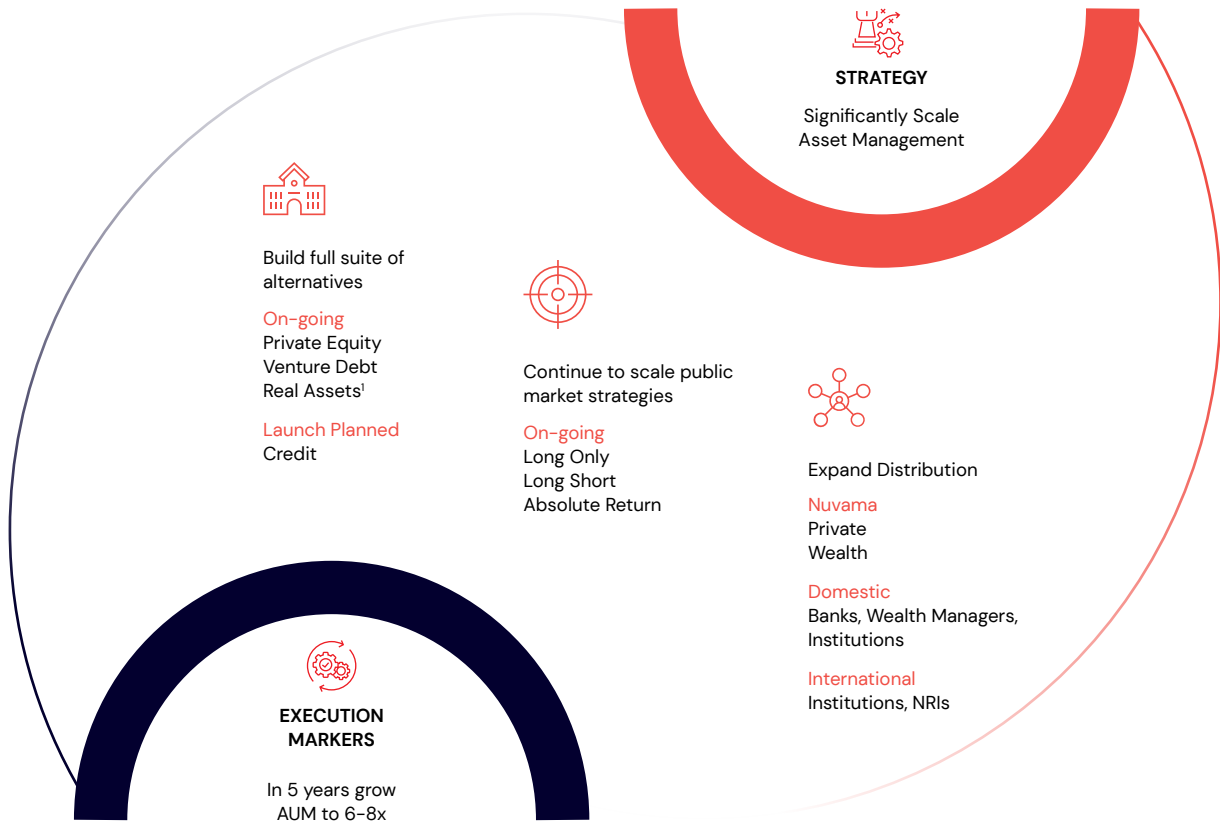 STRATEGY
Significantly Scale
Asset Management
Build full suite of
alternatives
On-going
Private Equity
Venture Debt
Real Assets¹
Launch Planned
Credit
Continue to scale public
market strategies
On-going
Long Only
Long Short
Absolute Return
Expand Distribution
Nuvama
Private
Wealth
Domestic
Banks, Wealth Managers,
Institutions
International
Institutions, NRIs
EXECUTION
MARKERS
In 5 years grow
AUM to 6-8x